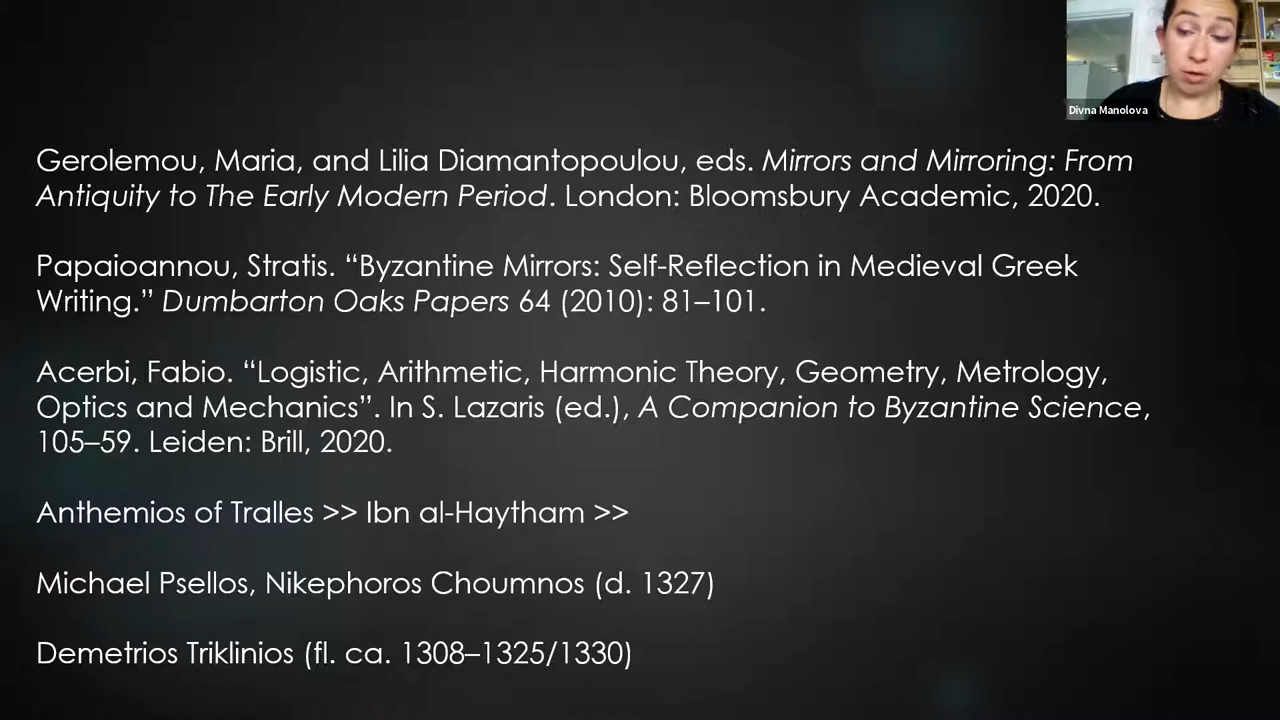 Divna Manolova
Gerolemou, Maria, and Lilia Diamantopoulou, eds. Mirrors and Mirroring: From
Antiquity to The Early Modern Period. London: Bloomsbury Academic, 2020.
Papaioannou, Stratis. “Byzantine Mirrors: Self-Reflection in Medieval Greek
Writing.” Dumbarton Oaks Papers 64 (2010): 81–101.
Acerbi, Fabio. “Logistic, Arithmetic, Harmonic Theory, Geometry, Metrology,
Optics and Mechanics”. In S. Lazaris (ed.), A Companion to Byzantine Science,
105–59. Leiden: Brill, 2020.
Anthemios of Tralles >> Ibn al-Haytham >>
Michael Psellos, Nikephoros Choumnos (d. 1327)
Demetrios Triklinios (fl. ca. 1308–1325/1330)